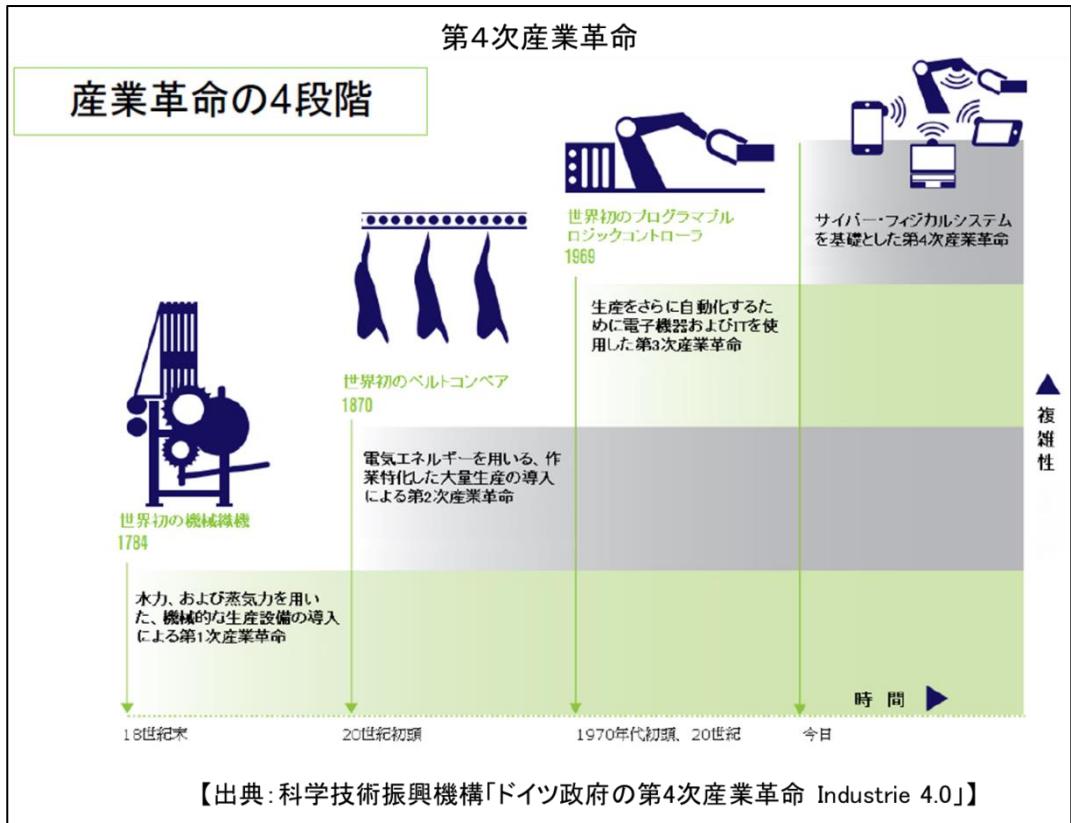 第4次産業革命
産業革命の4段階
サイバー・フィジカルシステム
を基礎とした第4次産業革命
世界初のプログラマブル
ロジックコントローラ
1969
生産をさらに自動化するた
めに電子機器およびITを使
用した第3次産業革命
世界初のベルトコンベア
1870
電気エネルギーを用いる、作
業特化した大量生産の導入
による第2次産業革命
世界初の機械織機
1784
水力、および蒸気力を用い
た、機械的な生産設備の導入
による第1次産業革命
複雑性
時間
18世紀末
20世紀初頭
1970年代初頭、20世紀
今日
【出典:科学技術振興機構「ドイツ政府の第4次産業革命 Industrie 4.0」】